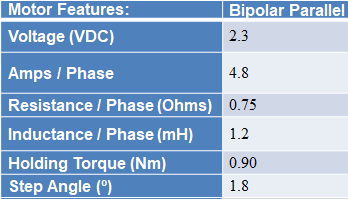 Motor Features: Bipolar Parallel
Voltage (VDC) 2.3
Amps / Phase 4.8
Resistance / Phase (Ohms) 0.75
Inductance / Phase (mH) 1.2
Holding Torque (Nm) 0.90
Step Angle (º) 1.8